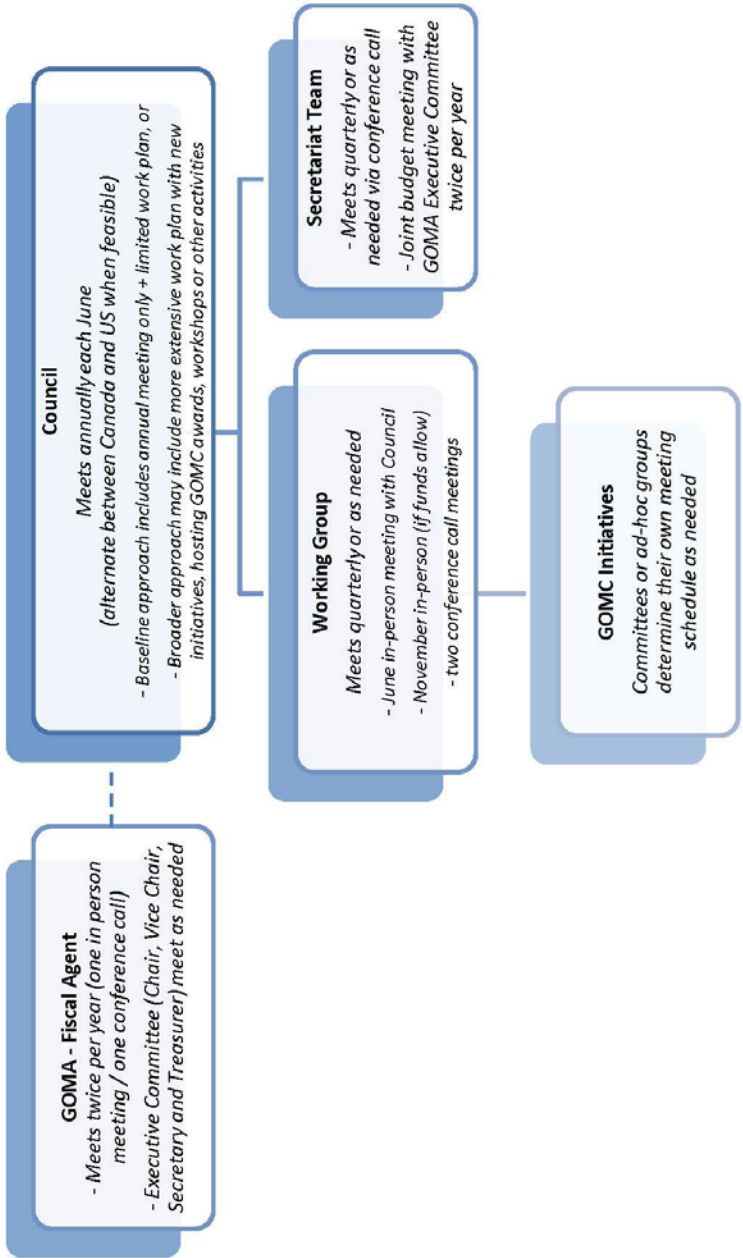 GOMA - Fiscal Agent
- Meets twice per year (one in person
meeting / one conference call)
- Executive Committee (Chair, Vice Chair,
Secretary and Treasurer) meet as needed
Council
Meets annually each June
(alternate between Canada and US when feasible)
- Baseline approach includes annual meeting only + limited work plan, or
- Broader approach may include more extensive work plan with new
initiatives, hosting GOMC awards, workshops or other activities
Working Group
Meets quarterly or as needed
- June in-person meeting with Council
- November in-person (if funds allow)
- two conference call meetings
Secretariat Team
- Meets quarterly or as
needed via conference call
- Joint budget meeting with
GOMA Executive Committee
twice per year
GOMC Initiatives
Committees or ad-hoc groups
determine their own meeting
schedule as needed